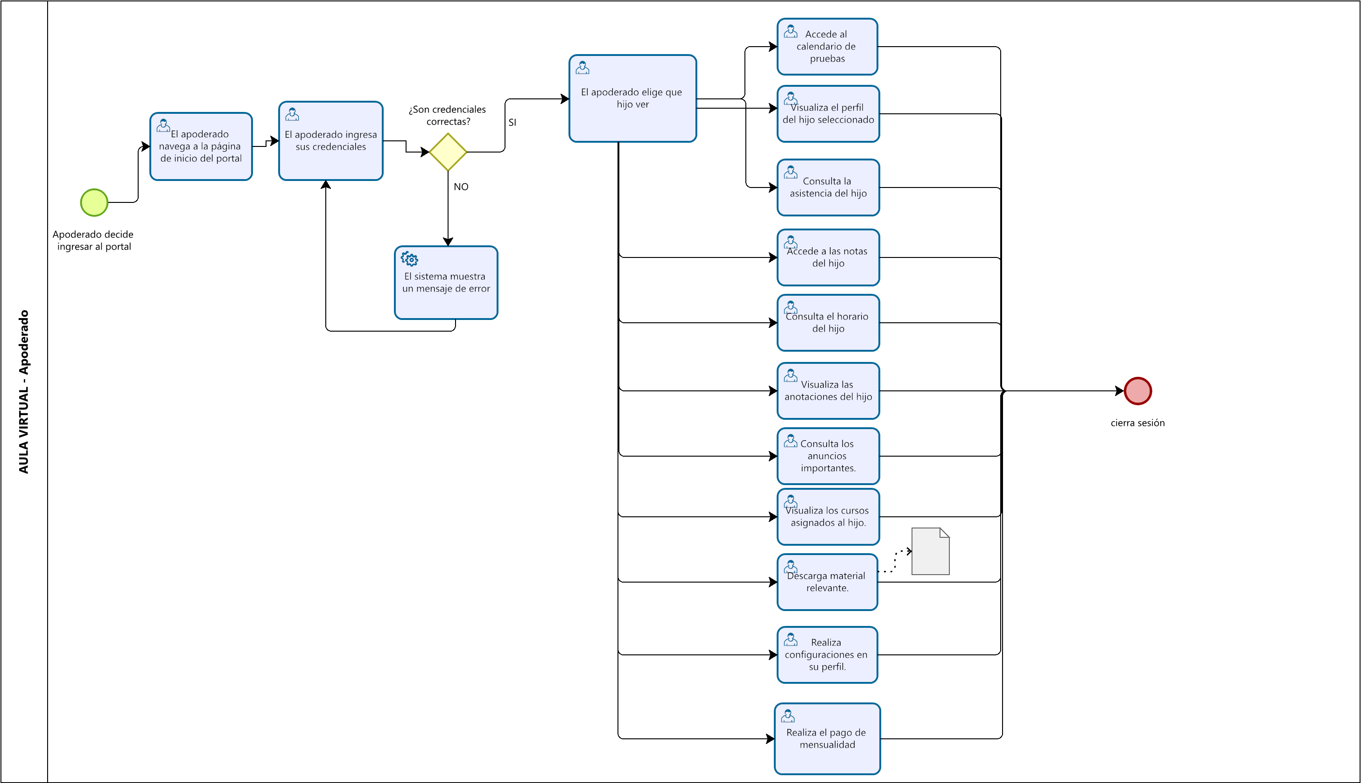 AULA VIRTUAL - Apoderado
Apoderado decide
ingresar al portal
El apoderado
navega a la página
de inicio del portal
El apoderado ingresa
sus credenciales
¿Son credenciales
correctas?
SI
NO
El sistema muestra
un mensaje de error
El apoderado elige que
hijo ver
Accede al
calendario de
pruebas
Visualiza el perfil
del hijo seleccionado
Consulta la
asistencia del hijo
Accede a las notas
del hijo
Consulta el horario
del hijo
Visualiza las
anotaciones del hijo
Consulta los
anuncios
importantes.
Visualiza los cursos
asignados al hijo.
Descarga material
relevante.
Realiza
configuraciones en
su perfil.
Realiza el pago de
mensualidad
cierra sesión